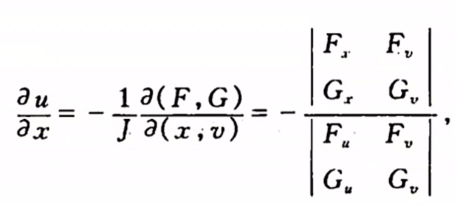 ∂u/∂x = − 1/J ∂(F,G)/∂(x,v) = − |F_x F_v; G_x G_v| / |F_u F_v; G_u G_v| ,